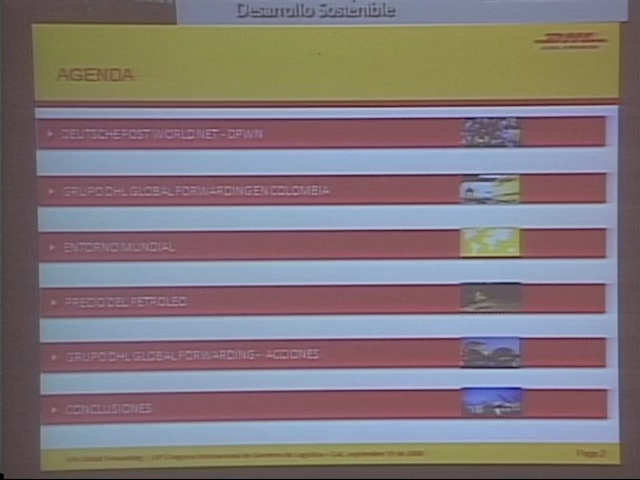 Desarrollo Sostenible
DHL
AGENDA
DEUTSCHE POST WORLD NET - DPWN
GRUPO DHL GLOBAL FORWARDING EN COLOMBIA
ENTORNO MUNDIAL
PRECIO DEL PETROLEO
GRUPO DHL GLOBAL FORWARDING - ACCIONES
CONCLUSIONES
Page 2